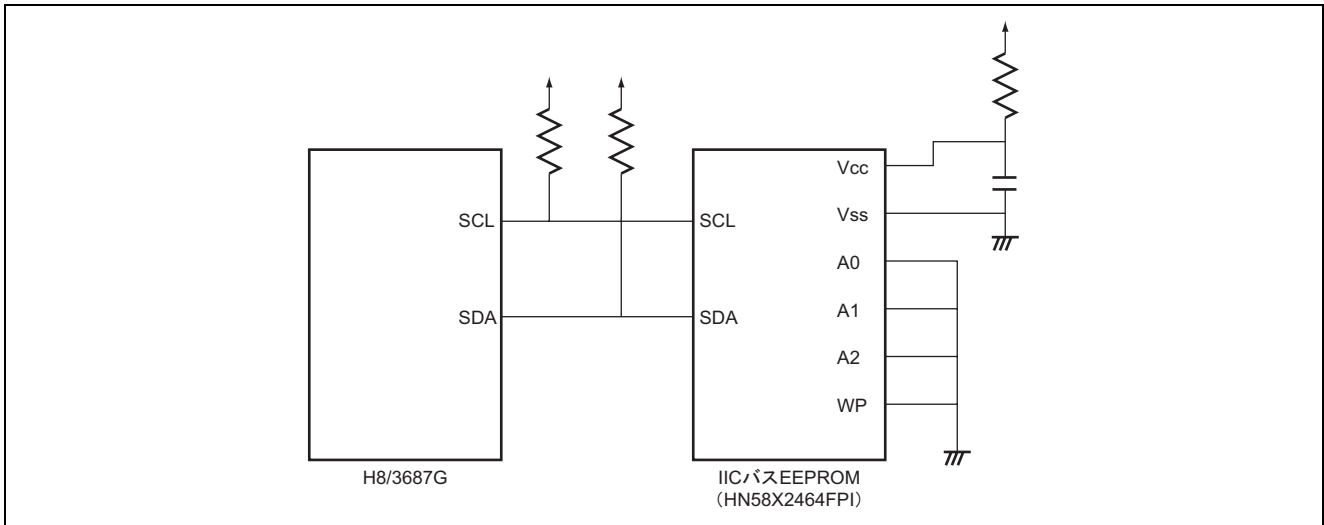 SCL
SDA
H8/3687G
SCL
SDA
Vcc
Vss
A0
A1
A2
WP
IICバスEEPROM
（HN58X2464FPI）